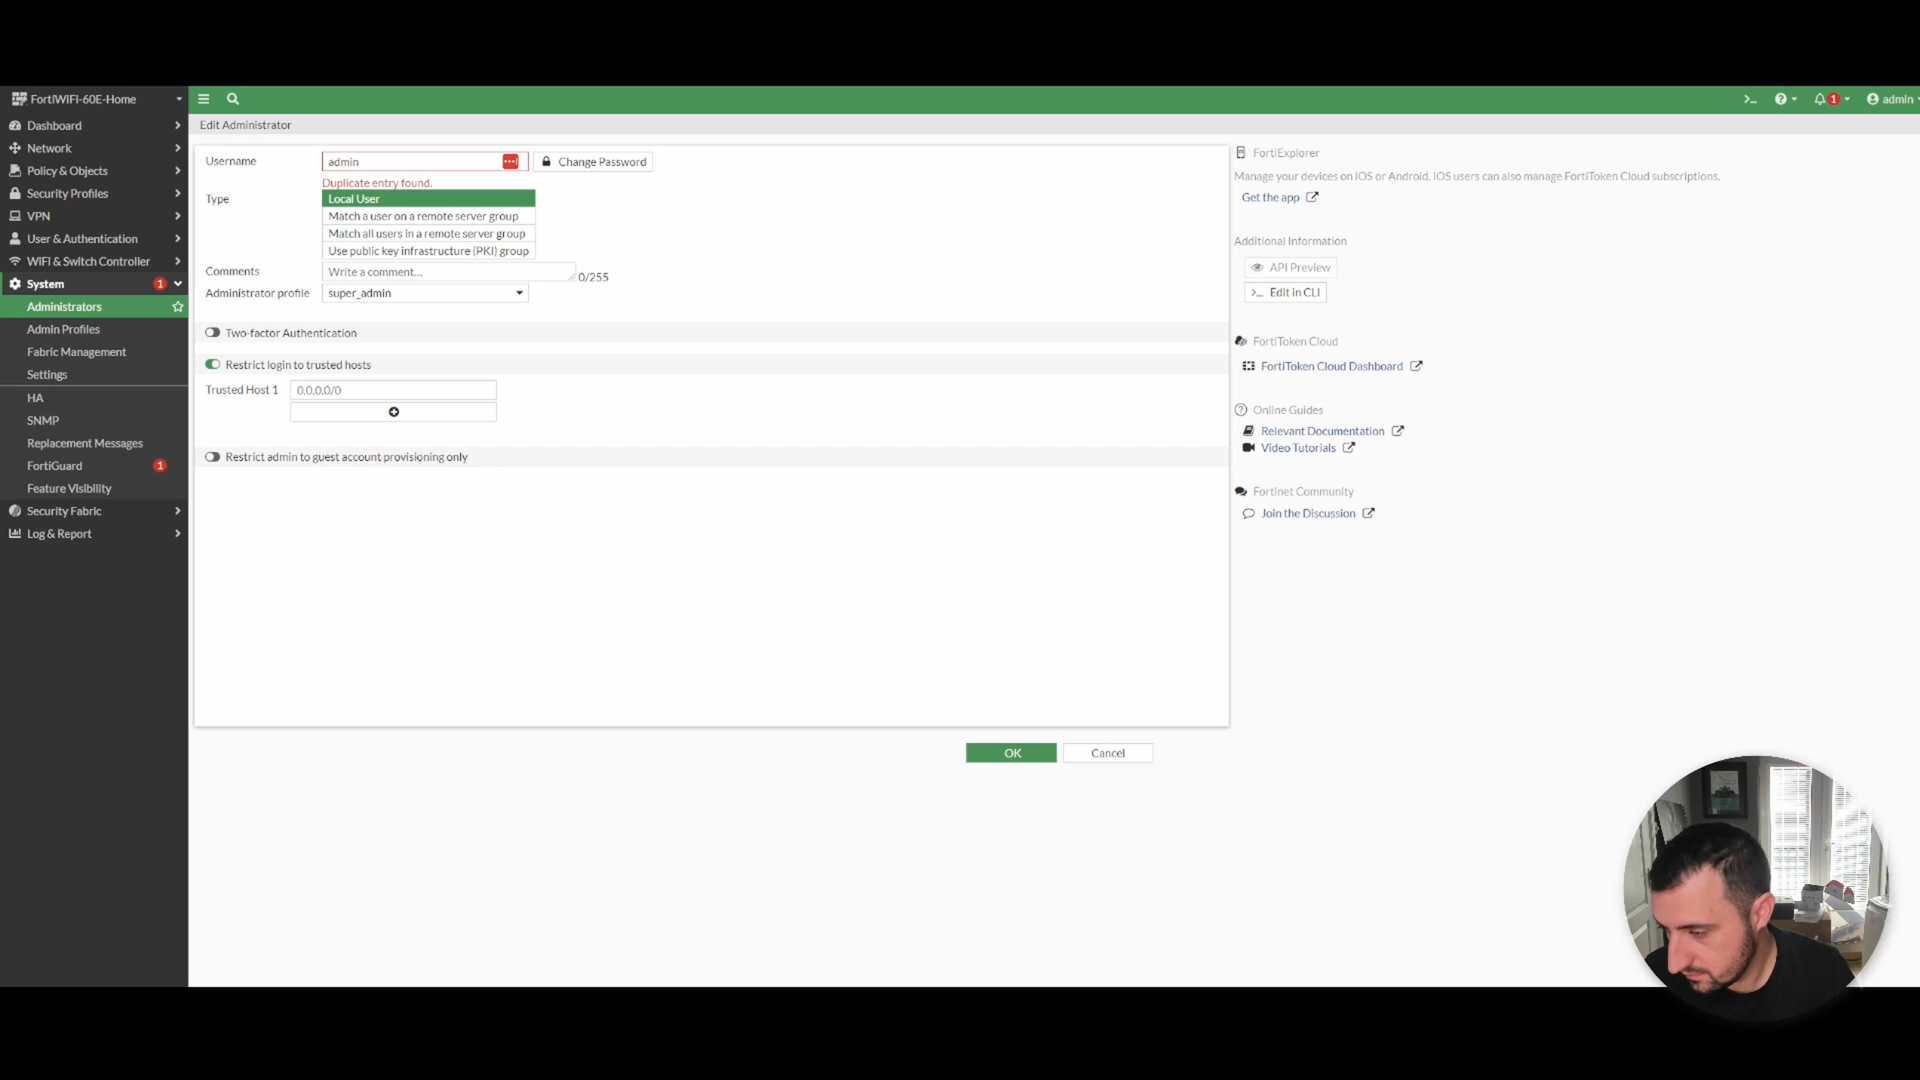 FortiWIFI-60E-Home
Dashboard
Network
Policy & Objects
Security Profiles
VPN
User & Authentication
WiFi & Switch Controller
System 1
Administrators
Admin Profiles
Fabric Management
Settings
HA
SNMP
Replacement Messages
FortiGuard 1
Feature Visibility
Security Fabric
Log & Report
>_ ? 1 admin
Edit Administrator
Username admin Change Password
Duplicate entry found.
Type Local User
Match a user on a remote server group
Match all users in a remote server group
Use public key infrastructure (PKI) group
Comments Write a comment... 0/255
Administrator profile super_admin
Two-factor Authentication
Restrict login to trusted hosts
Trusted Host 1 0.0.0.0/0
Restrict admin to guest account provisioning only
OK Cancel
FortiExplorer
Manage your devices on iOS or Android. iOS users can also manage FortiToken Cloud subscriptions.
Get the app
Additional Information
API Preview
>_ Edit in CLI
FortiToken Cloud
FortiToken Cloud Dashboard
Online Guides
Relevant Documentation
Video Tutorials
Fortinet Community
Join the Discussion